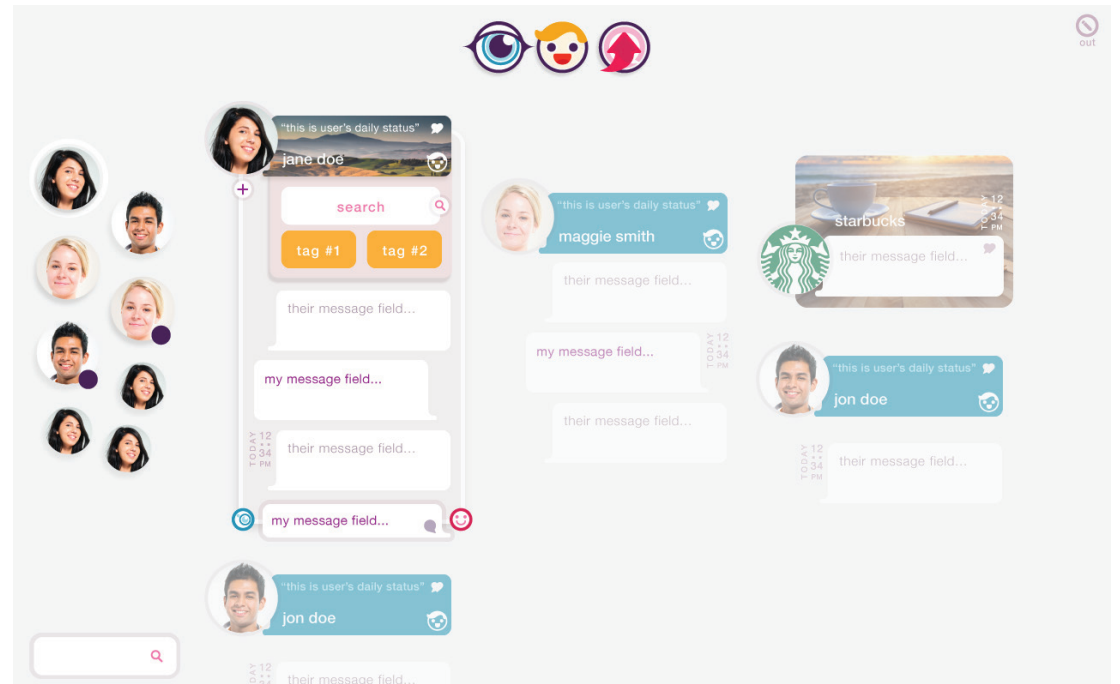 out
"this is user's daily status"
jane doe
search
tag #1
tag #2
their message field...
my message field...
TODAY
12
34
PM
their message field...
my message field...
"this is user's daily status"
jon doe
TODAY
12
their message field...
"this is user's daily status"
maggie smith
their message field...
my message field...
TODAY
12
34
PM
their message field...
starbucks
TODAY
12
34
PM
their message field...
"this is user's daily status"
jon doe
TODAY
12
34
PM
their message field...